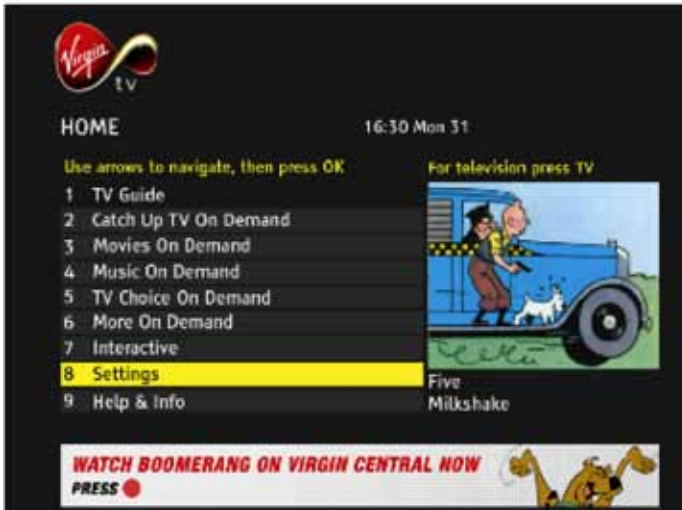 Virgin
tv
HOME
16:30 Mon 31
Use arrows to navigate, then press OK
For television press TV
1 TV Guide
2 Catch Up TV On Demand
3 Movies On Demand
4 Music On Demand
5 TV Choice On Demand
6 More On Demand
7 Interactive
8 Settings
9 Help & Info
Five
Milkshake
WATCH BOOMERANG ON VIRGIN CENTRAL NOW
PRESS